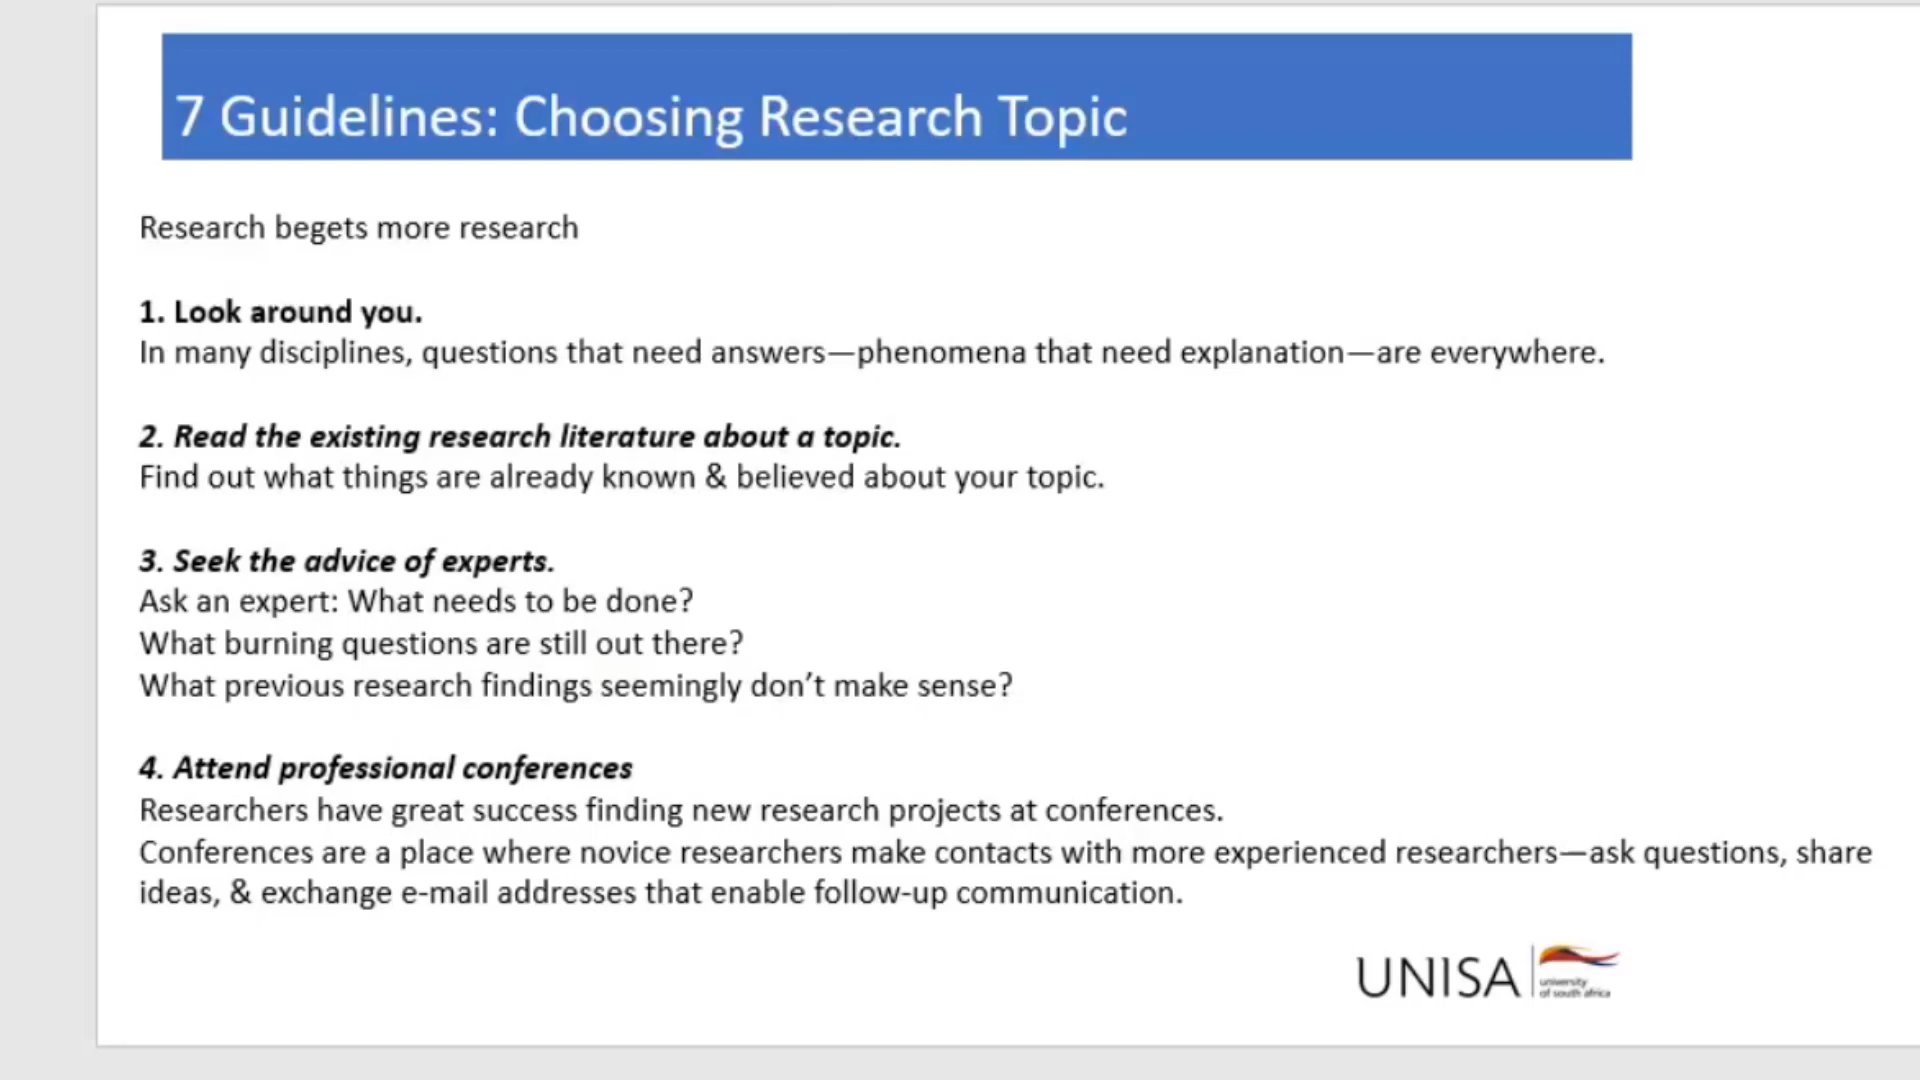 7 Guidelines: Choosing Research Topic
Research begets more research
1. Look around you.
In many disciplines, questions that need answers—phenomena that need explanation—are everywhere.
2. Read the existing research literature about a topic.
Find out what things are already known & believed about your topic.
3. Seek the advice of experts.
Ask an expert: What needs to be done?
What burning questions are still out there?
What previous research findings seemingly don’t make sense?
4. Attend professional conferences
Researchers have great success finding new research projects at conferences.
Conferences are a place where novice researchers make contacts with more experienced researchers—ask questions, share
ideas, & exchange e-mail addresses that enable follow-up communication.
UNISA
university
of south africa